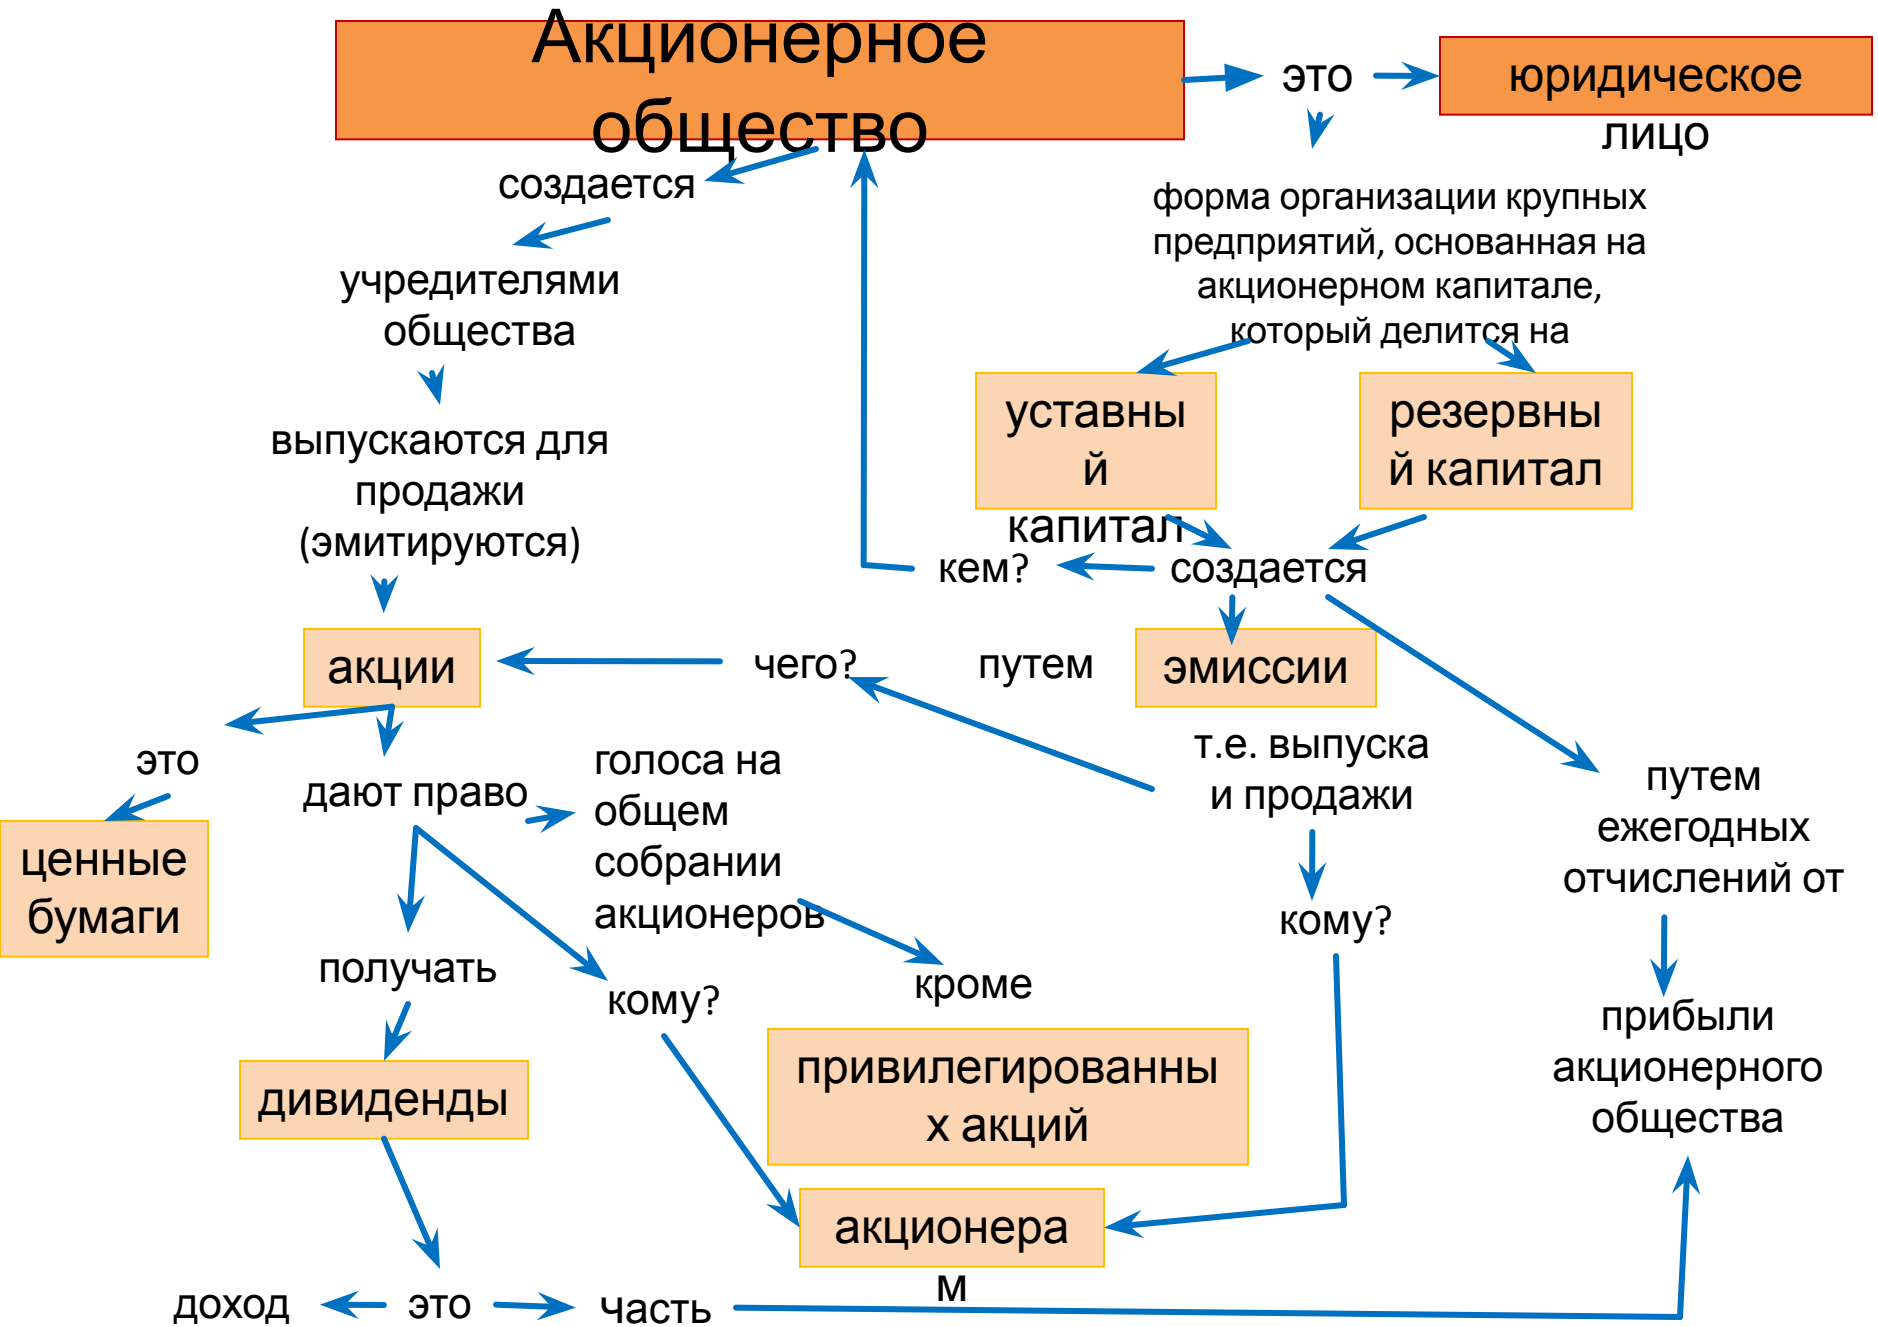 Акционерное
общество
это
юридическое
лицо
создается
учредителями
общества
выпускаются для
продажи
(эмитируются)
форма организации крупных
предприятий, основанная на
акционерном капитале,
который делится на
уставны
й
капитал
резервны
й капитал
кем?
создается
акции
чего?
путем
эмиссии
т.е. выпуска
и продажи
кому?
путем
ежегодных
отчислений от
прибыли
акционерного
общества
это
ценные
бумаги
дают право
голоса на
общем
собрании
акционеров
кроме
привилегированны
х акций
получать
кому?
дивиденды
акционера
м
доход
это
часть